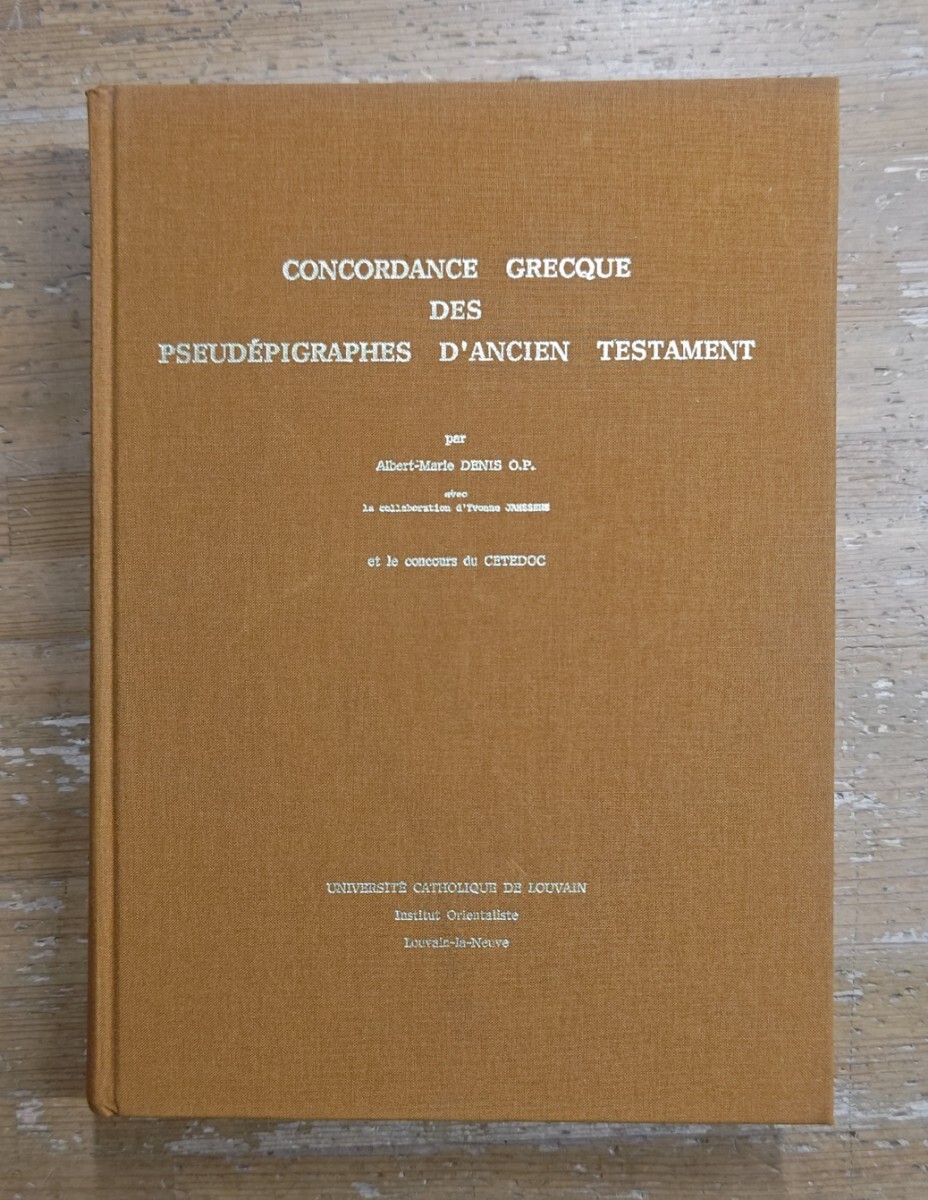 CONCORDANCE GRECQUE
DES
PSEUDÉPIGRAPHES D'ANCIEN TESTAMENT
par
Albert-Marie DENIS O.P.
avec
la collaboration d'Yvonne JANSSENS
et le concours du CETEDOC
UNIVERSITÉ CATHOLIQUE DE LOUVAIN
Institut Orientaliste
Louvain-la-Neuve